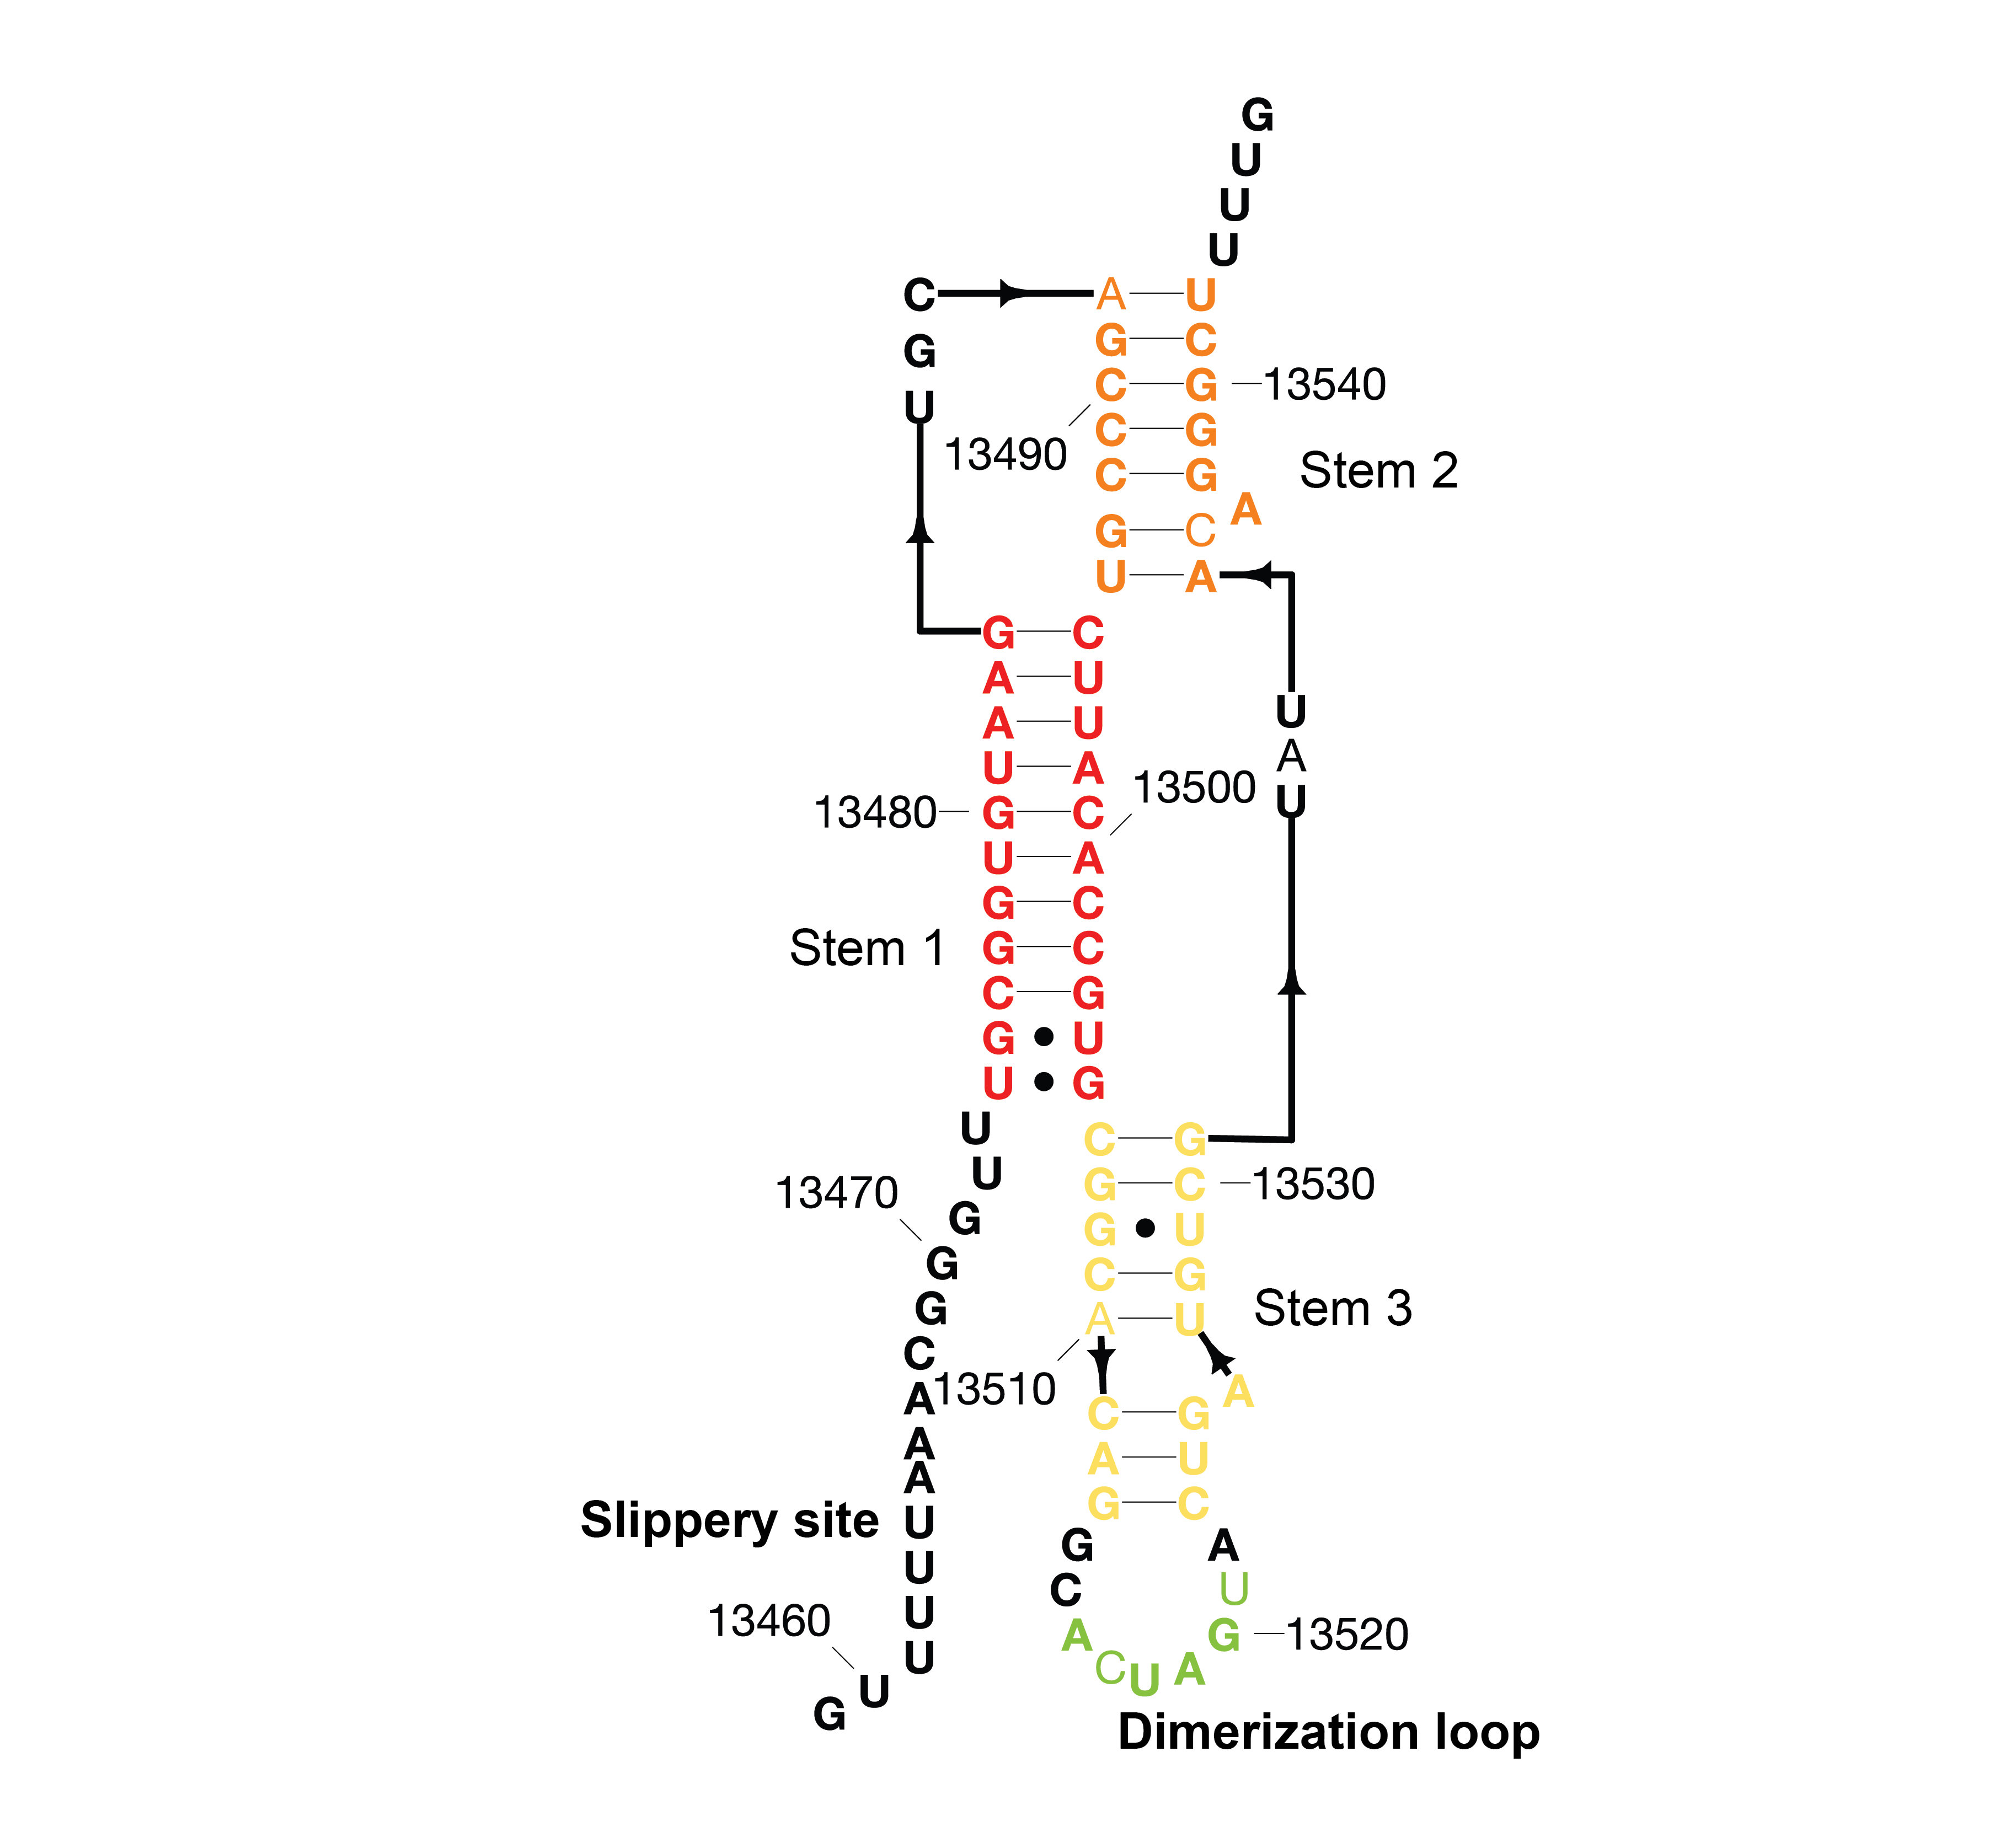 G
U
U
U
C A U
G G C
C G 13540
U
13490 C G
C G Stem 2
A
G C
U A
G C
A U
A U U
U A A
13500
13480 G C U
U A
G C
Stem 1 G C
C G
G U
U G
U C G
U
13470 G C 13530
G G U
G C G
G A U Stem 3
C
13510
A A
C G
A A U
A
Slippery site U G C
G A
U C U
13460 U A G 13520
U C U A
U
G
Dimerization loop